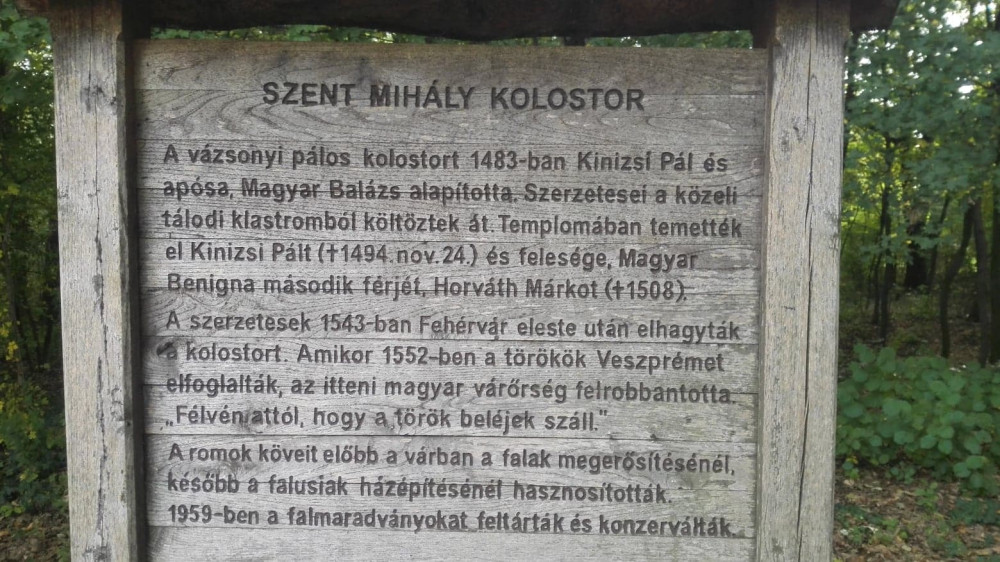 SZENT MIHÁLY KOLOSTOR
A vázsonyi pálos kolostort 1483-ban Kinizsi Pál és
apósa, Magyar Balázs alapította. Szerzetesei a közeli
tálodi klastromból költöztek át. Templomában temették
el Kinizsi Pált (†1494. nov. 24.) és felesége, Magyar
Benigna második férjét, Horváth Márkot (†1508).
A szerzetesek 1543-ban Fehérvár eleste után elhagyták
a kolostort. Amikor 1552-ben a törökök Veszprémet
elfoglalták, az itteni magyar várőrség felrobbantotta.
„Félvén attól, hogy a török beléjek száll."
A romok köveit előbb a várban a falak megerősítésénél,
később a falusiak házépítésénél hasznosították.
1959-ben a falmaradványokat feltárták és konzerválták.